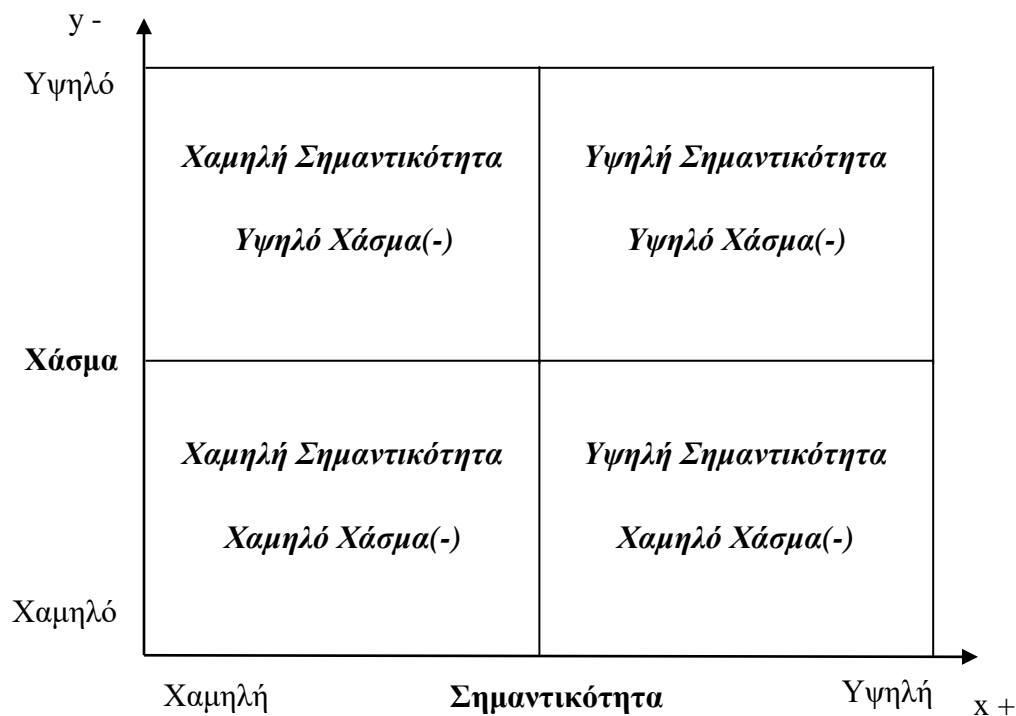 y -
Υψηλό
Χαμηλή Σημαντικότητα
Υψηλό Χάσμα(-)
Υψηλή Σημαντικότητα
Υψηλό Χάσμα(-)
Χάσμα
Χαμηλή Σημαντικότητα
Χαμηλό Χάσμα(-)
Υψηλή Σημαντικότητα
Χαμηλό Χάσμα(-)
Χαμηλό
Χαμηλή
Σημαντικότητα
Υψηλή
x +